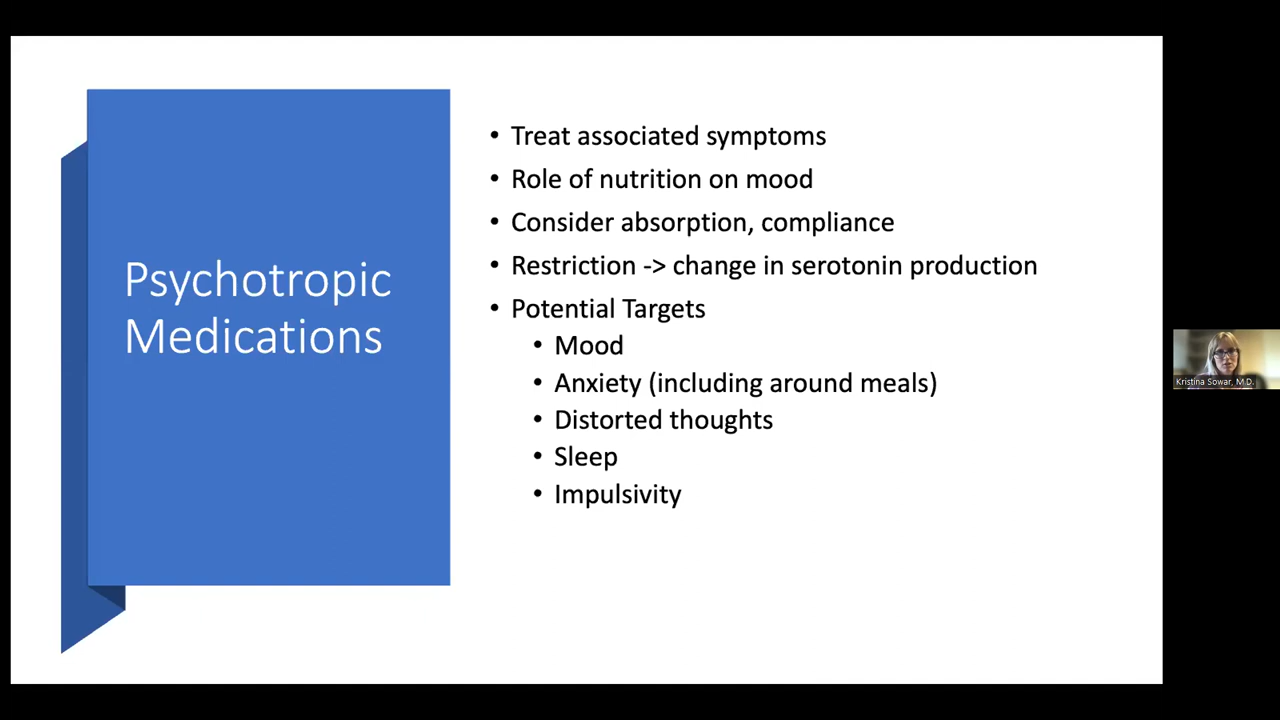 Psychotropic
Medications
• Treat associated symptoms
• Role of nutrition on mood
• Consider absorption, compliance
• Restriction -> change in serotonin production
• Potential Targets
• Mood
• Anxiety (including around meals)
• Distorted thoughts
• Sleep
• Impulsivity
Kristina Sowar, M.D.